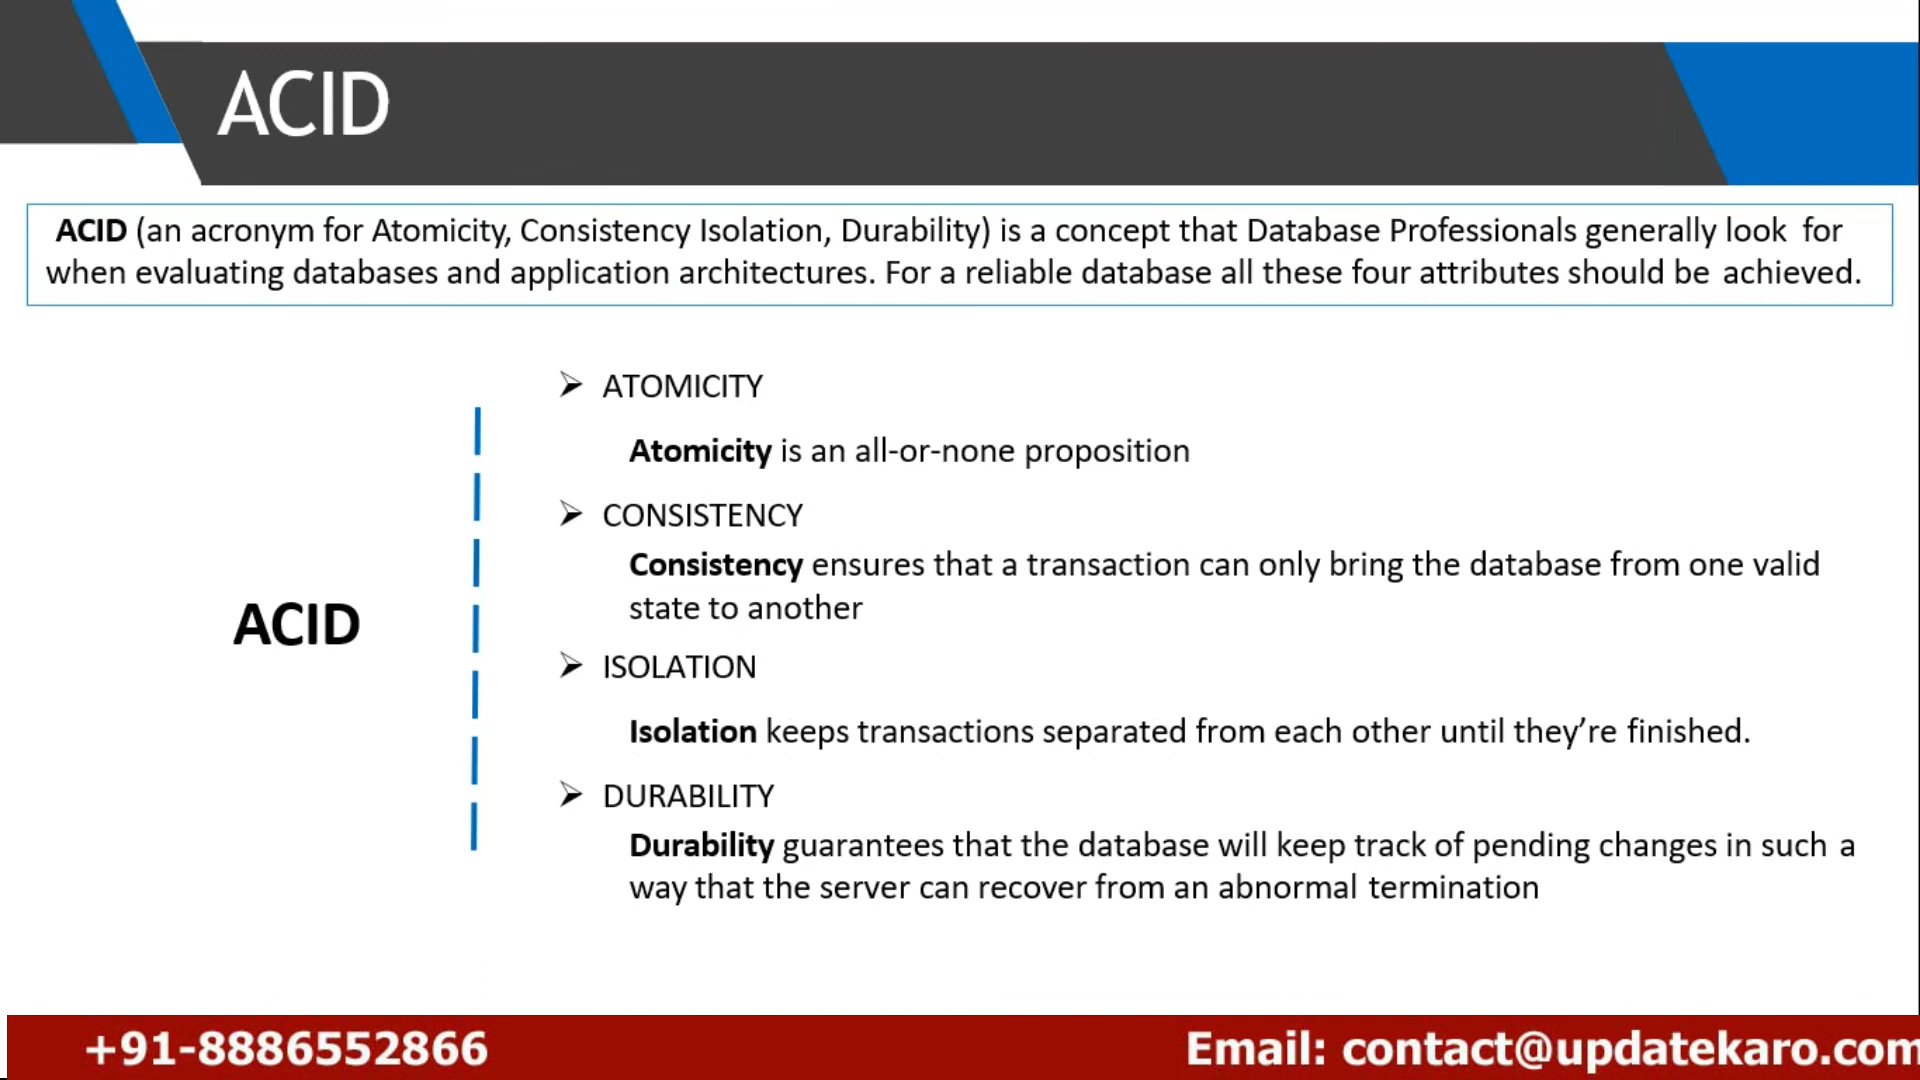 ACID
ACID (an acronym for Atomicity, Consistency Isolation, Durability) is a concept that Database Professionals generally look for
when evaluating databases and application architectures. For a reliable database all these four attributes should be achieved.
ACID
➢ ATOMICITY
Atomicity is an all-or-none proposition
➢ CONSISTENCY
Consistency ensures that a transaction can only bring the database from one valid
state to another
➢ ISOLATION
Isolation keeps transactions separated from each other until they’re finished.
➢ DURABILITY
Durability guarantees that the database will keep track of pending changes in such a
way that the server can recover from an abnormal termination
+91-8886552866
Email: contact@updatekaro.com